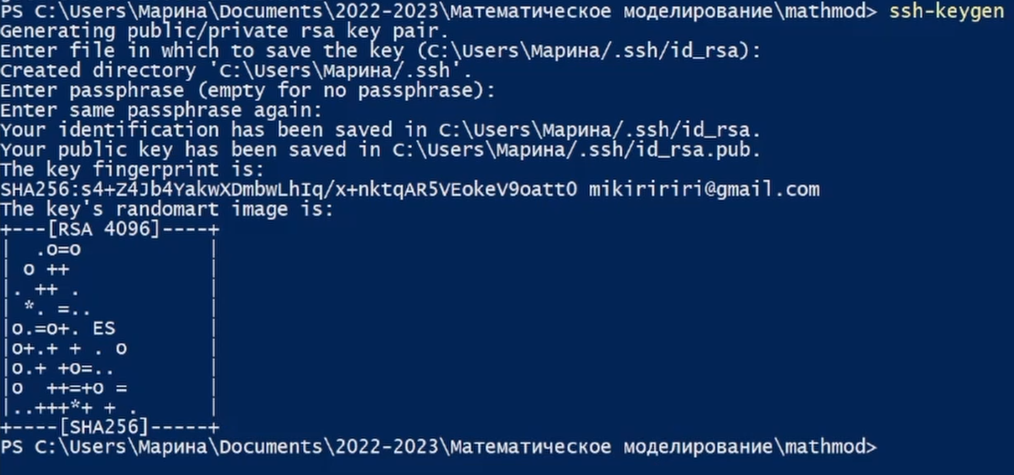 PS C:\Users\Марина\Documents\2022-2023\Математическое моделирование\mathmod> ssh-keygen
Generating public/private rsa key pair.
Enter file in which to save the key (C:\Users\Марина/.ssh/id_rsa):
Created directory 'C:\Users\Марина/.ssh'.
Enter passphrase (empty for no passphrase):
Enter same passphrase again:
Your identification has been saved in C:\Users\Марина/.ssh/id_rsa.
Your public key has been saved in C:\Users\Марина/.ssh/id_rsa.pub.
The key fingerprint is:
SHA256:s4+Z4Jb4YakwXDmbwLhIq/x+nktqAR5VEokeV9oatt0 mikiriririri@gmail.com
The key's randomart image is:
+---[RSA 4096]----+
|  .o=o           |
| o ++            |
|. ++ .           |
| *. =..          |
|o.=o+. ES        |
|o+.+ + . o       |
|o.+ +o=..        |
|o  ++=+o =       |
|..+++*+ + .      |
+----[SHA256]-----+
PS C:\Users\Марина\Documents\2022-2023\Математическое моделирование\mathmod>